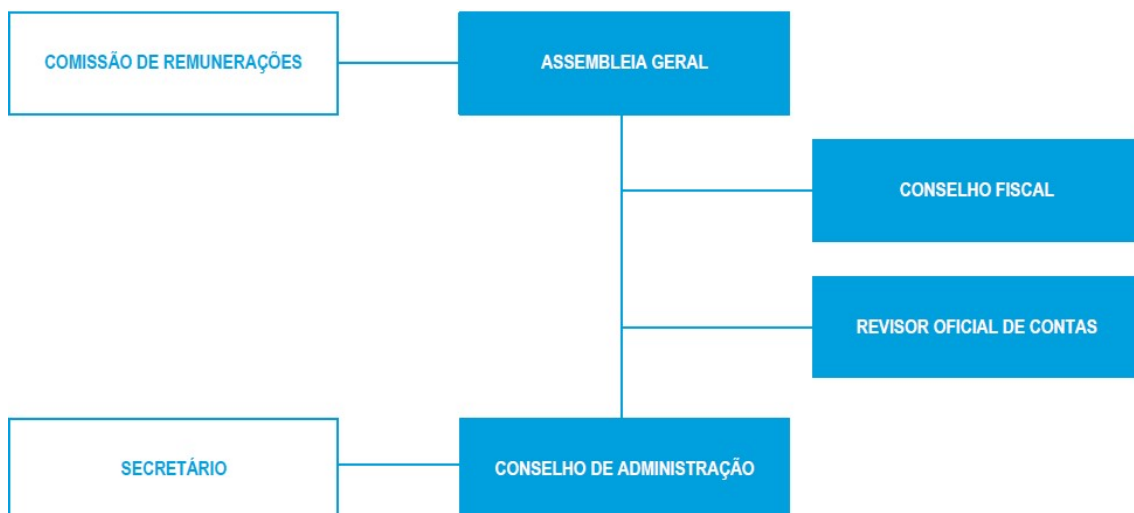 COMISSÃO DE REMUNERAÇÕES
ASSEMBLEIA GERAL
CONSELHO FISCAL
REVISOR OFICIAL DE CONTAS
SECRETÁRIO
CONSELHO DE ADMINISTRAÇÃO